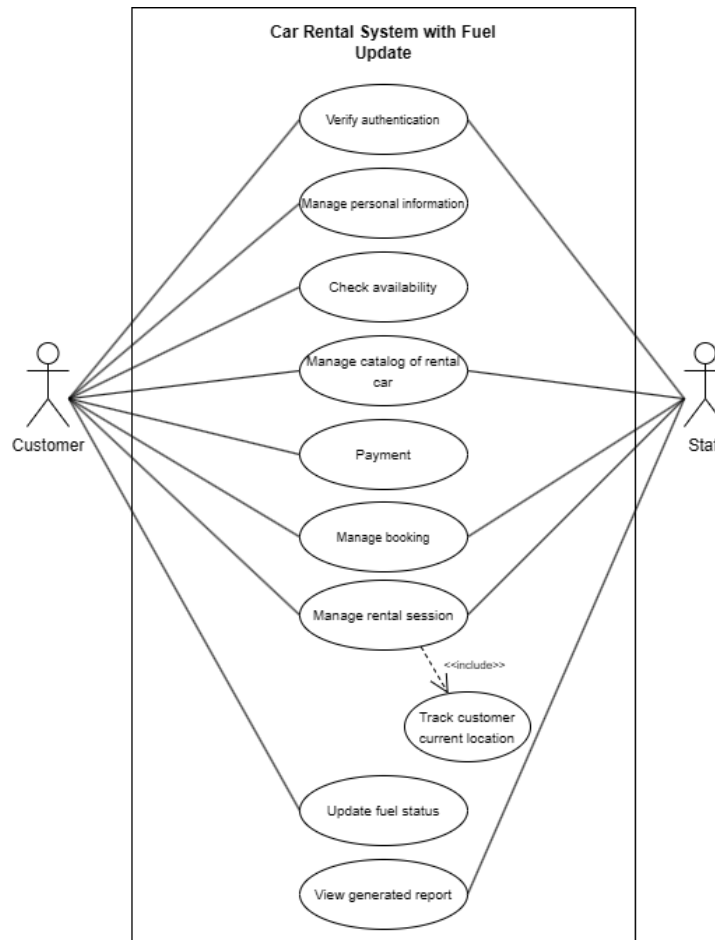 Car Rental System with Fuel
Update
Verify authentication
Manage personal information
Check availability
Manage catalog of rental
car
Customer
Payment
Manage booking
Manage rental session
<<include>>
Track customer
current location
Update fuel status
View generated report